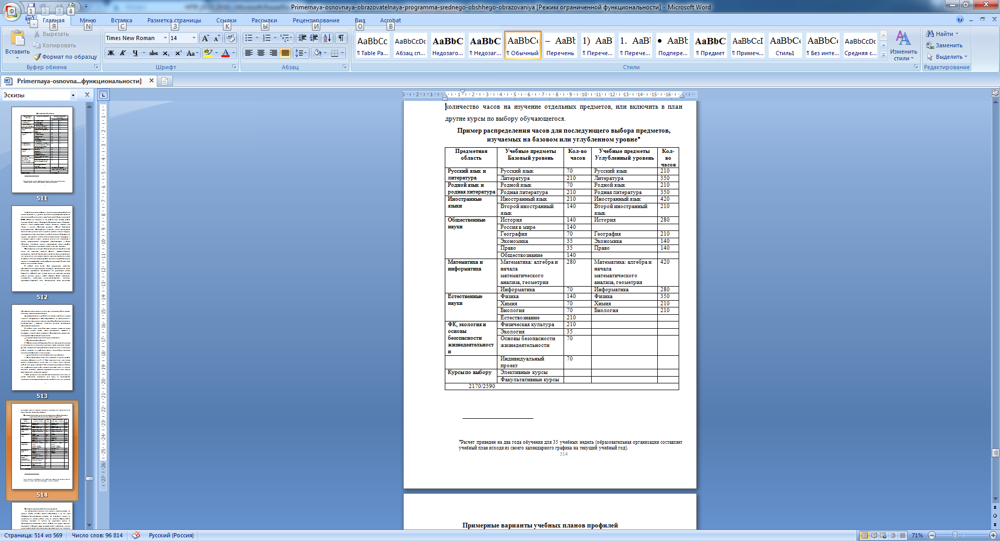 Primernaya-osnovnaya-obrazovatelnaya-programma-srednego-obshhego-obrazovaniya [Режим ограниченной функциональности] - Microsoft Word
Ф 1 2 3 4
Главная Меню Вставка Разметка страницы Ссылки Рассылки Рецензирование Вид Acrobat
Я N С З К Ы И О B
Вставить
Вырезать
Копировать
Формат по образцу
Буфер обмена
Times New Roman 14
Ж К Ч abc x₂ x² Aa
Шрифт
Абзац
AaBbCc AaBbCcDc AaBbC AaBbC AaBbCc – AaBb 1) AaB 1. AaBl • AaBb AaBbC AaBbCcI AaBbC AaBbCc AaBbCcDc
¶ Table Pa... Абзац сп... Недозаго... ¶ Недозаг... ¶ Обычный Перечень ¶ Перече... ¶ Перече... Подпере... ¶ Предмет ¶ Примеч... Стиль1 ¶ Без инте... Средняя с...
Стили
Изменить стили
Найти
Заменить
Выделить
Редактирование
Primernaya-osnovna...функциональности]
Эскизы
511
512
513
514
количество часов на изучение отдельных предметов, или включить в план
другие курсы по выбору обучающегося.
Пример распределения часов для последующего выбора предметов,
изучаемых на базовом или углубленном уровне*
Предметная область Учебные предметы Базовый уровень Кол-во часов Учебные предметы Углубленный уровень Кол-во часов
Русский язык и литература Русский язык 70 Русский язык 210
Литература 210 Литература 350
Родной язык и родная литература Родной язык 70 Родной язык 210
Родная литература 210 Родная литература 350
Иностранные языки Иностранный язык 210 Иностранный язык 420
Второй иностранный язык 140 Второй иностранный язык 210
Общественные науки История 140 История 280
Россия в мире 140
География 70 География 210
Экономика 35 Экономика 140
Право 35 Право 140
Обществознание 140
Математика и информатика Математика: алгебра и начала математического анализа, геометрия 280 Математика: алгебра и начала математического анализа, геометрия 420
Информатика 70 Информатика 280
Естественные науки Физика 140 Физика 350
Химия 70 Химия 210
Биология 70 Биология 210
Естествознание 210
ФК, экология и основы безопасности жизнедеятельности Физическая культура 210
Экология 35
Основы безопасности жизнедеятельности 70
Индивидуальный проект 70
Курсы по выбору Элективные курсы
Факультативные курсы
2170/2590
*Расчет приведен на два года обучения для 35 учебных недель (образовательная организация составляет
учебный план исходя из своего календарного графика на текущий учебный год).
514
Примерные варианты учебных планов профилей
Страница: 514 из 569 Число слов: 96 814 Русский (Россия) 71%